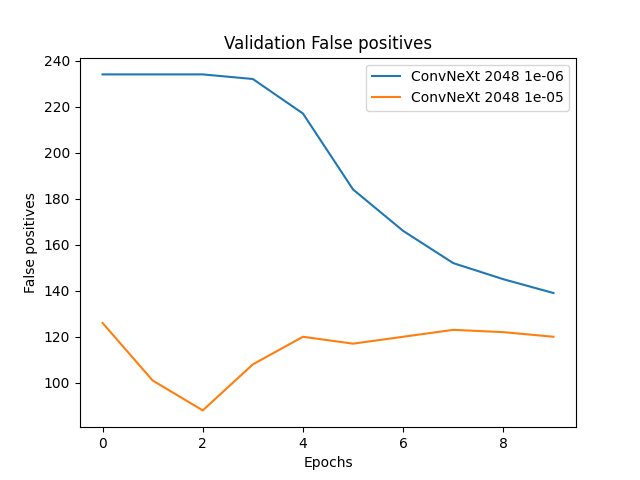 Validation False positives
ConvNeXt 2048 1e-06
ConvNeXt 2048 1e-05
240
220
200
180
160
140
120
100
False positives
0 2 4 6 8
Epochs